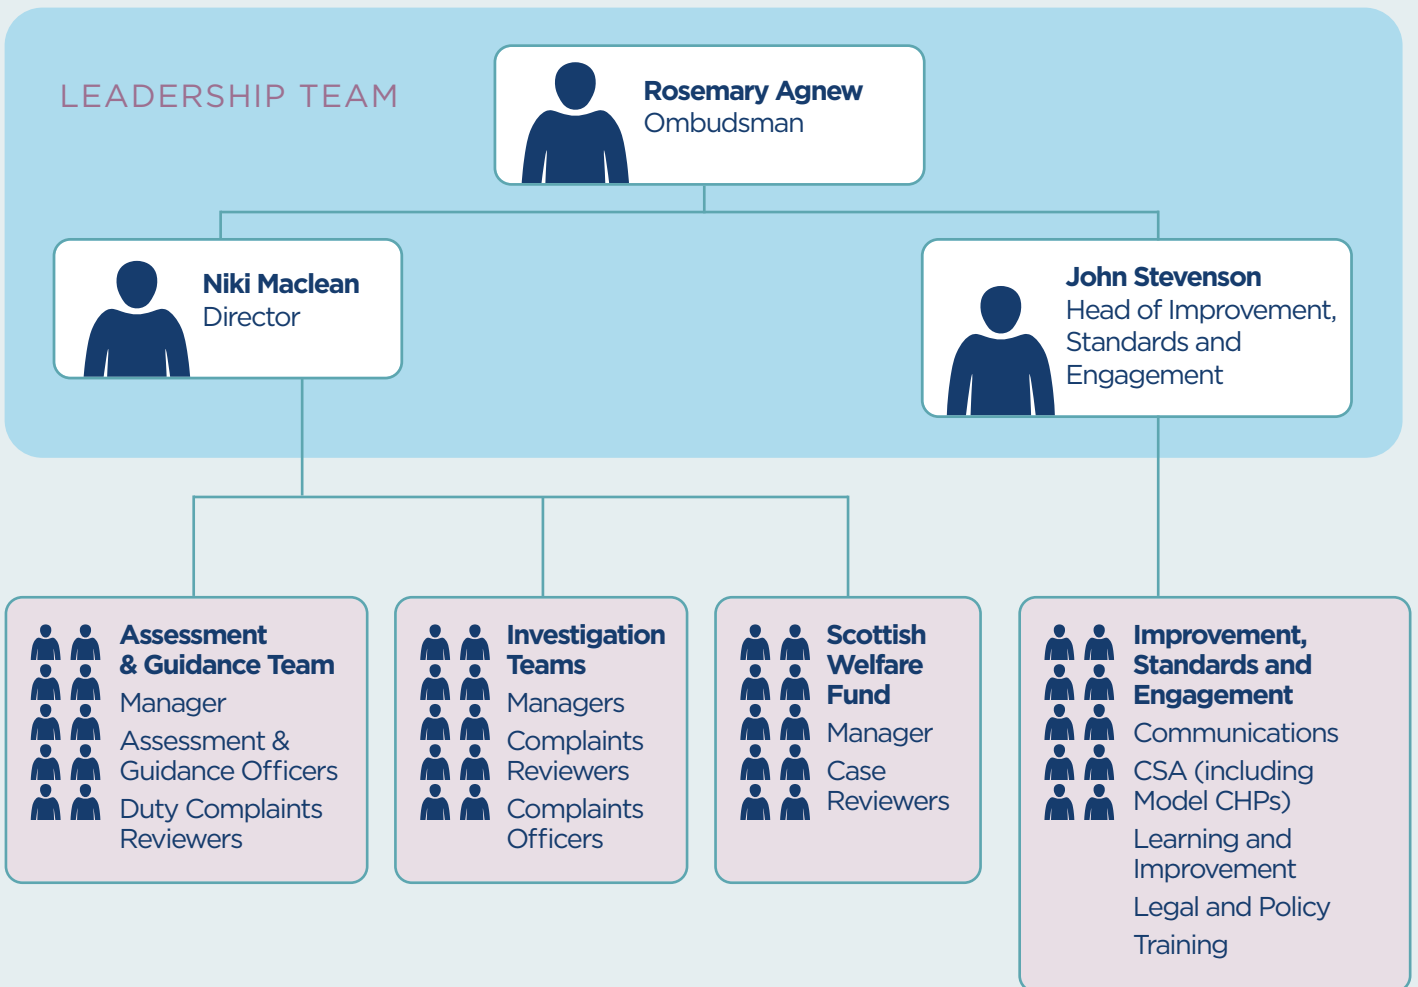 LEADERSHIP TEAM
Rosemary Agnew
Ombudsman
Niki Maclean
Director
John Stevenson
Head of Improvement,
Standards and
Engagement
Assessment
& Guidance Team
Manager
Assessment &
Guidance Officers
Duty Complaints
Reviewers
Investigation
Teams
Managers
Complaints
Reviewers
Complaints
Officers
Scottish
Welfare
Fund
Manager
Case
Reviewers
Improvement,
Standards and
Engagement
Communications
CSA (including
Model CHPs)
Learning and
Improvement
Legal and Policy
Training